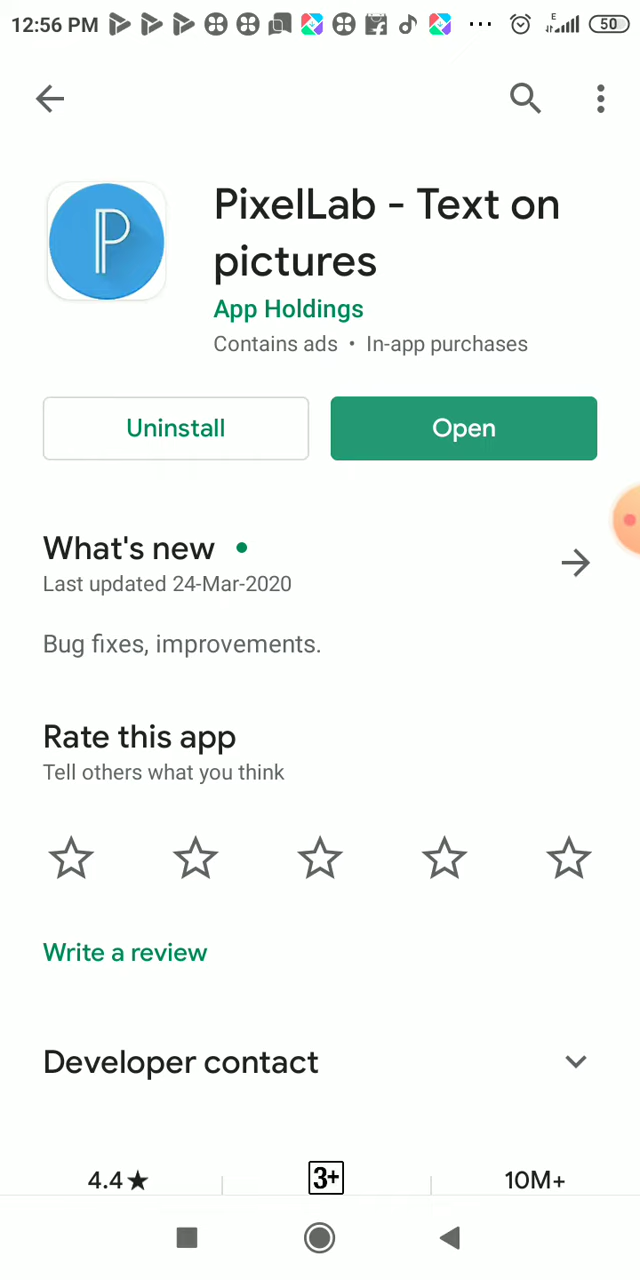 12:56 PM
E
50
PixelLab - Text on
pictures
App Holdings
Contains ads • In-app purchases
Uninstall
Open
What's new
Last updated 24-Mar-2020
Bug fixes, improvements.
Rate this app
Tell others what you think
Write a review
Developer contact
4.4★
3+
10M+